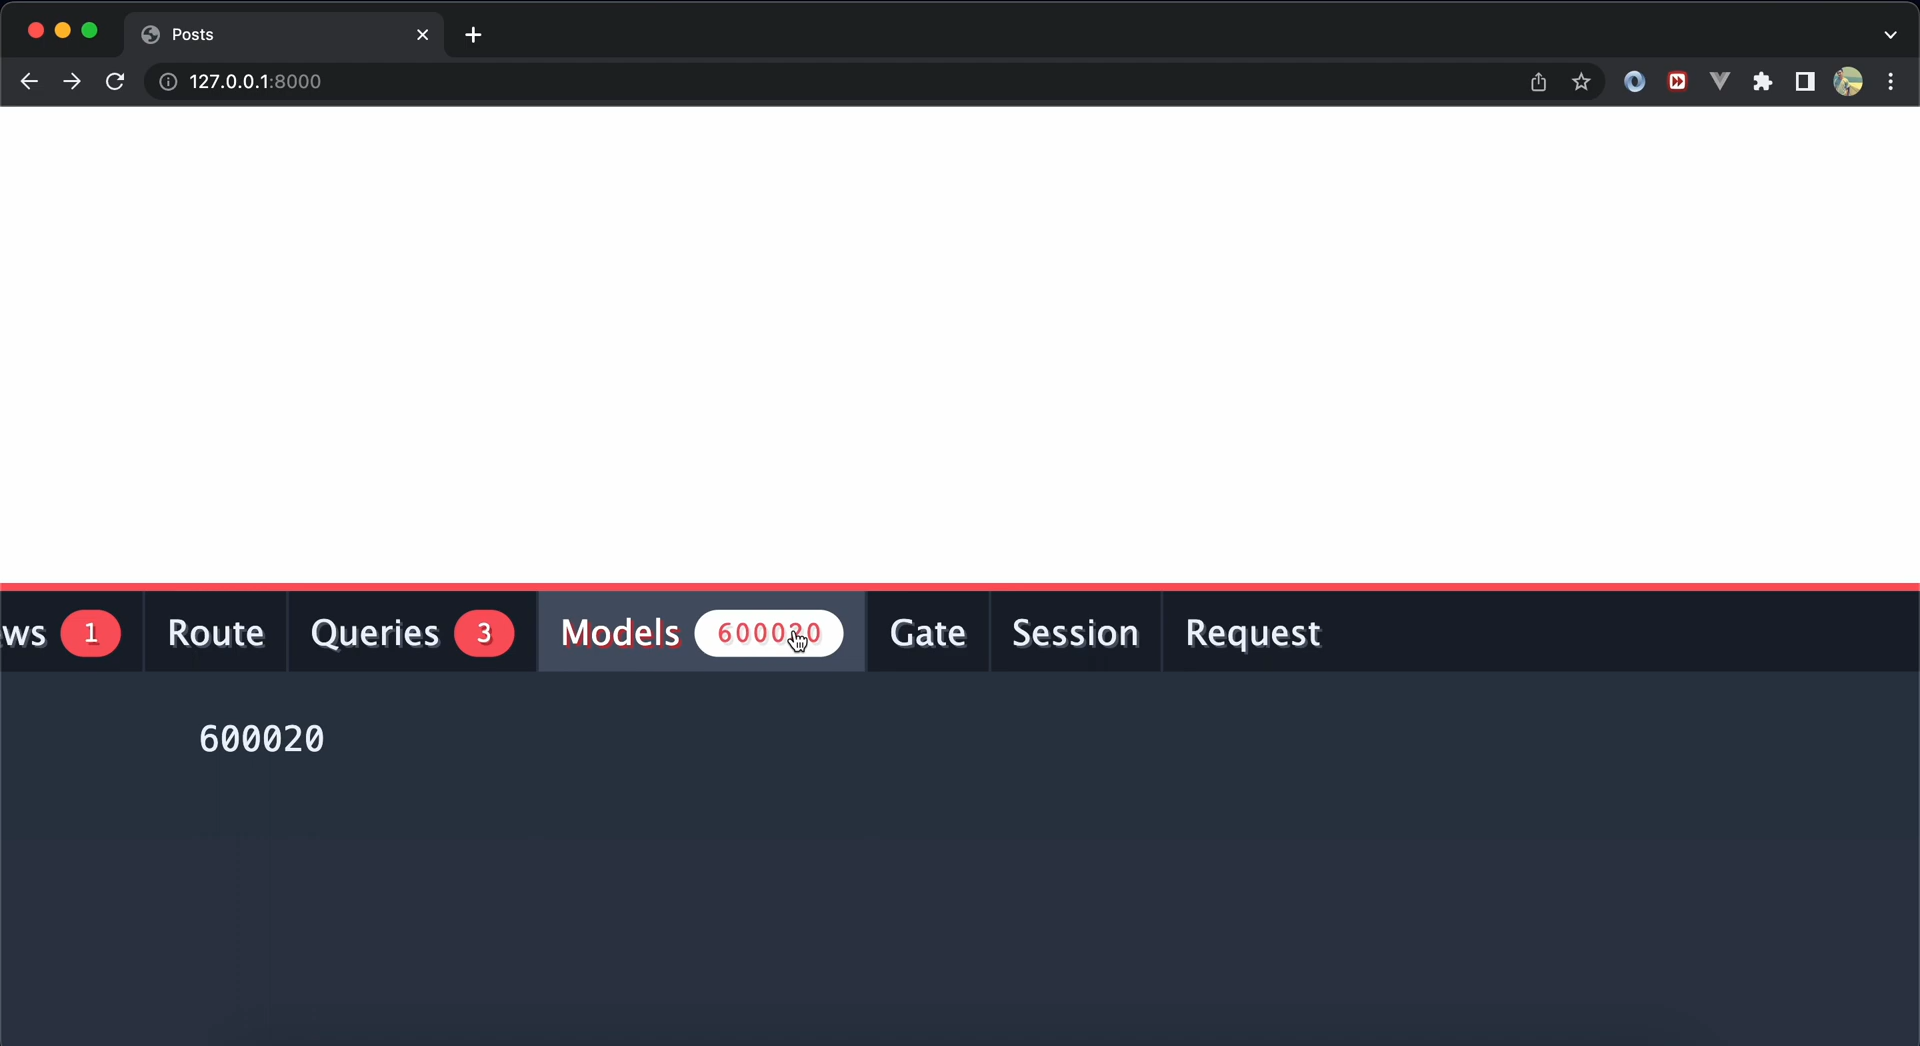 Posts
127.0.0.1:8000
ws 1 Route Queries 3 Models 600020 Gate Session Request
600020